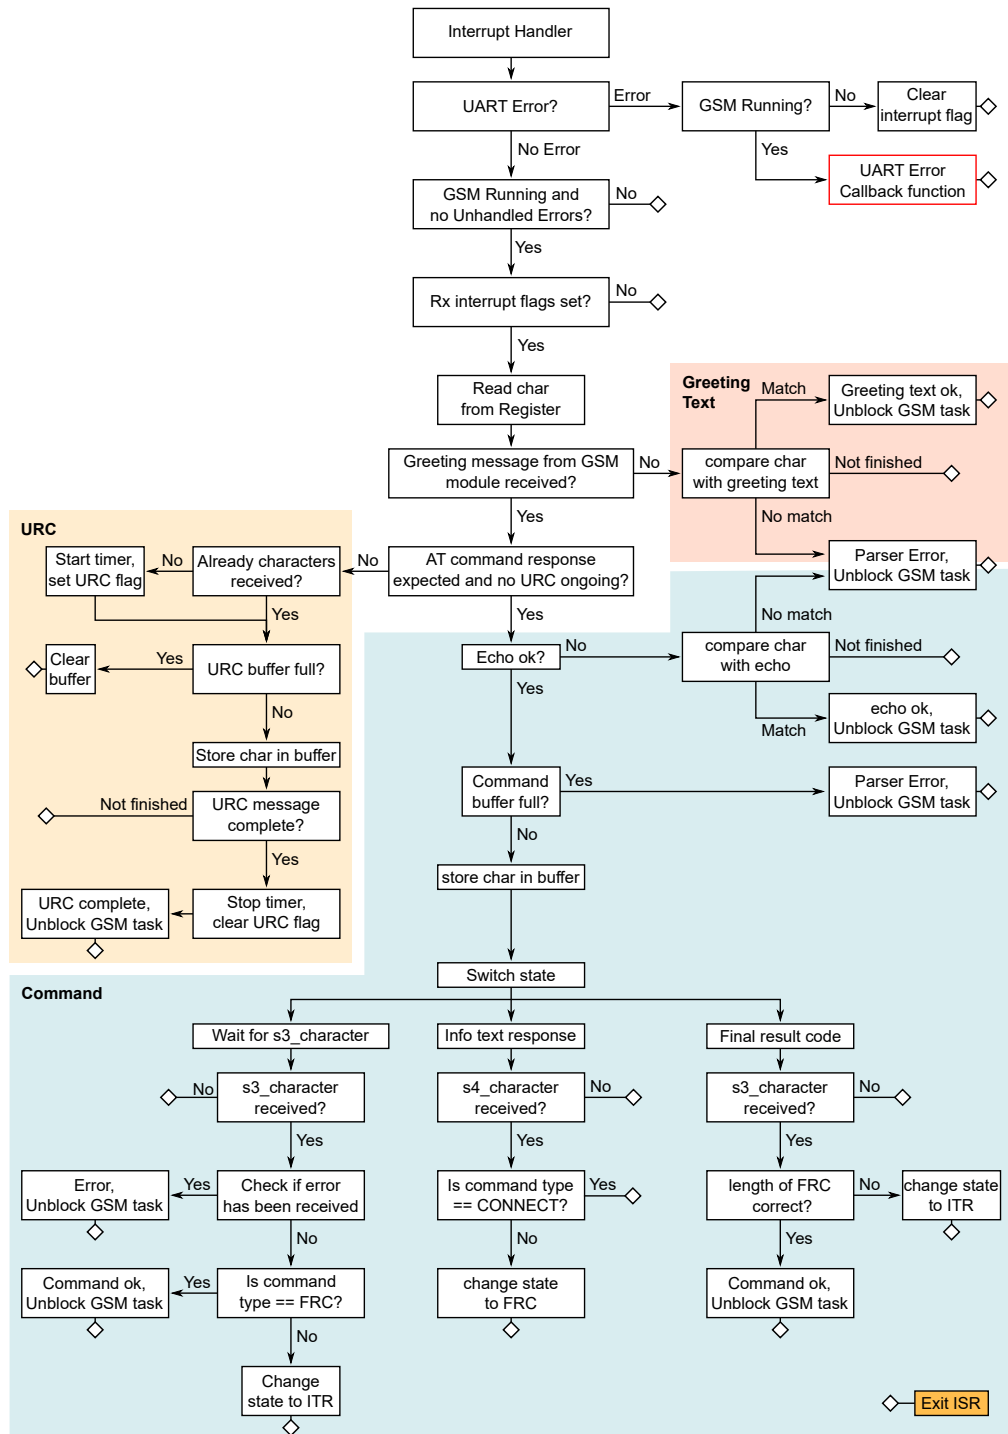 Interrupt Handler
UART Error?
Error
GSM Running?
No
Clear
interrupt flag
Yes
UART Error
Callback function
No Error
GSM Running and
no Unhandled Errors?
No
Yes
Rx interrupt flags set?
No
Yes
Read char
from Register
Greeting message from GSM
module received?
No
Yes
Greeting
Text
Match
Greeting text ok,
Unblock GSM task
compare char
with greeting text
Not finished
No match
Parser Error,
Unblock GSM task
AT command response
expected and no URC ongoing?
No
Yes
URC
Already characters
received?
No
Start timer,
set URC flag
Yes
URC buffer full?
Yes
Clear
buffer
No
Store char in buffer
URC message
complete?
Not finished
Yes
Stop timer,
clear URC flag
URC complete,
Unblock GSM task
Echo ok?
No
compare char
with echo
No match
Not finished
Match
echo ok,
Unblock GSM task
Yes
Command
buffer full?
Yes
Parser Error,
Unblock GSM task
No
store char in buffer
Switch state
Command
Wait for s3_character
s3_character
received?
No
Yes
Check if error
has been received
Yes
Error,
Unblock GSM task
No
Is command
type == FRC?
Yes
Command ok,
Unblock GSM task
No
Change
state to ITR
Info text response
s4_character
received?
No
Yes
Is command type
== CONNECT?
Yes
No
change state
to FRC
Final result code
s3_character
received?
No
Yes
length of FRC
correct?
No
change state
to ITR
Yes
Command ok,
Unblock GSM task
Exit ISR